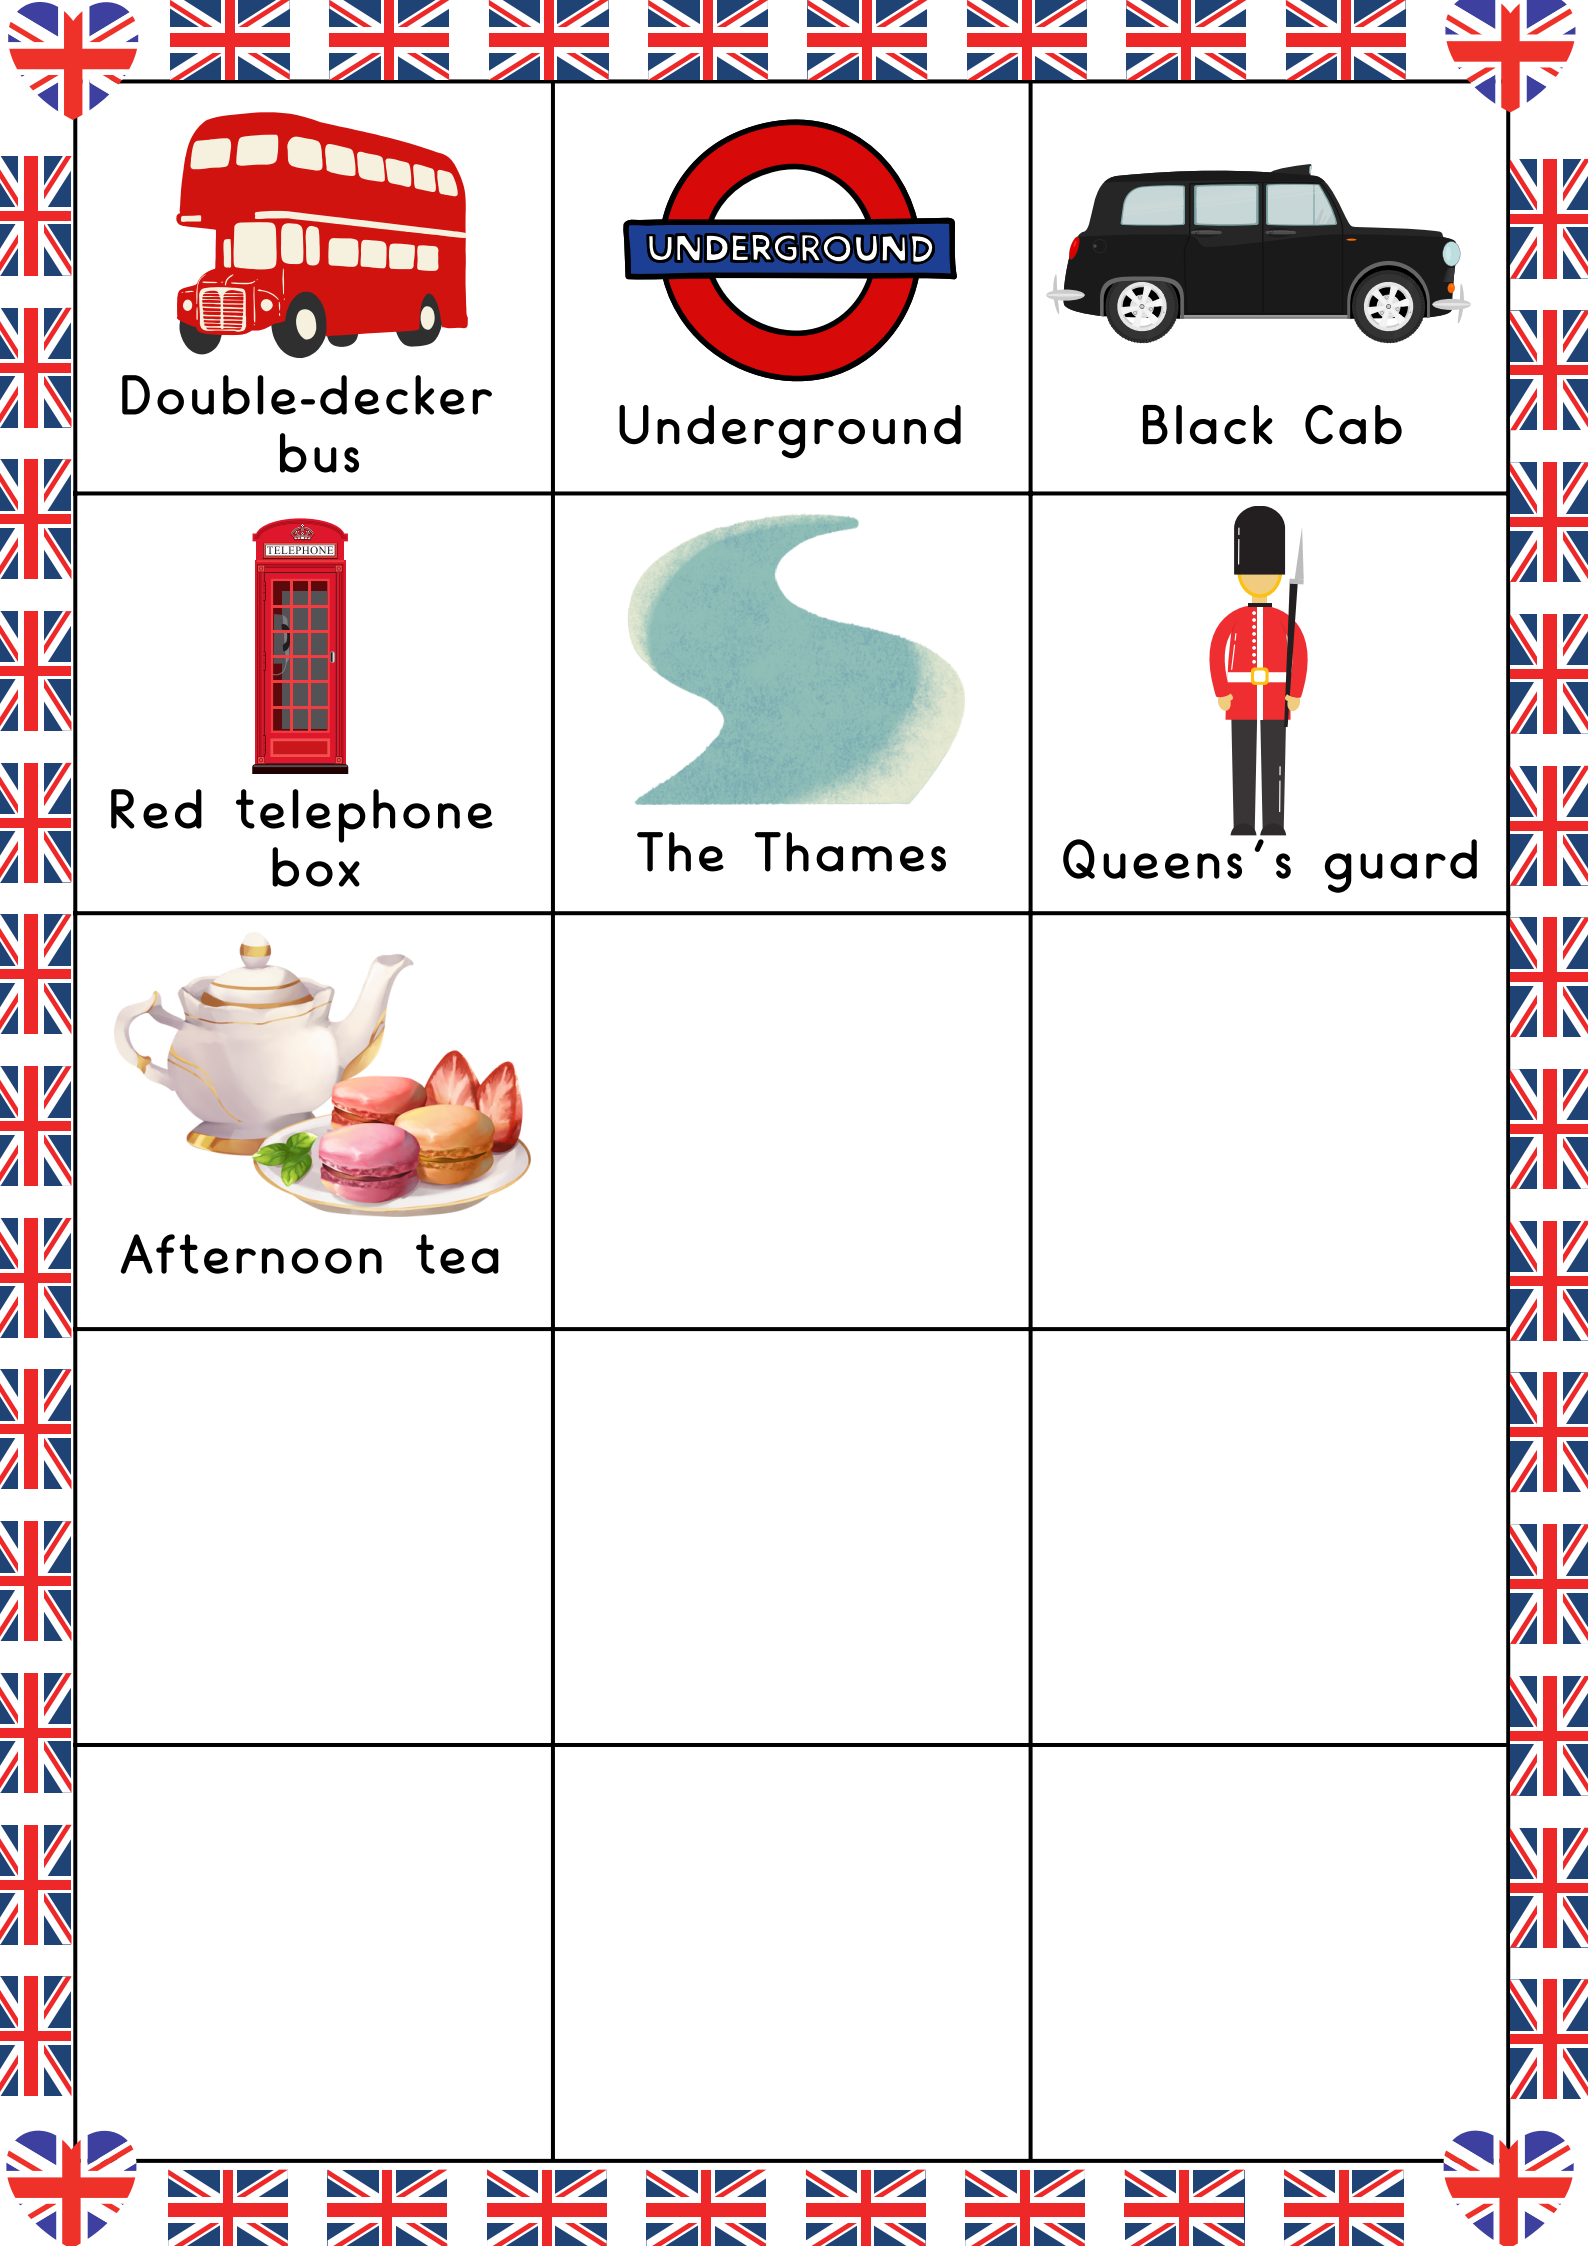 UNDERGROUND
Double-decker
bus
Underground
Black Cab
TELEPHONE
Red telephone
box
The Thames
Queens's guard
Afternoon tea